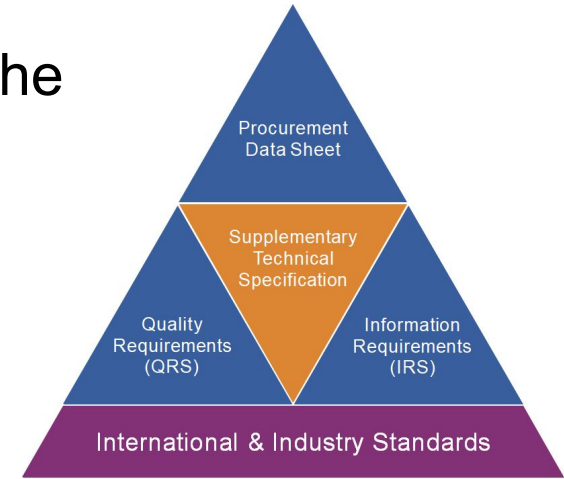 he
Procurement
Data Sheet
Supplementary
Technical
Specification
Quality
Requirements
(QRS)
Information
Requirements
(IRS)
International & Industry Standards